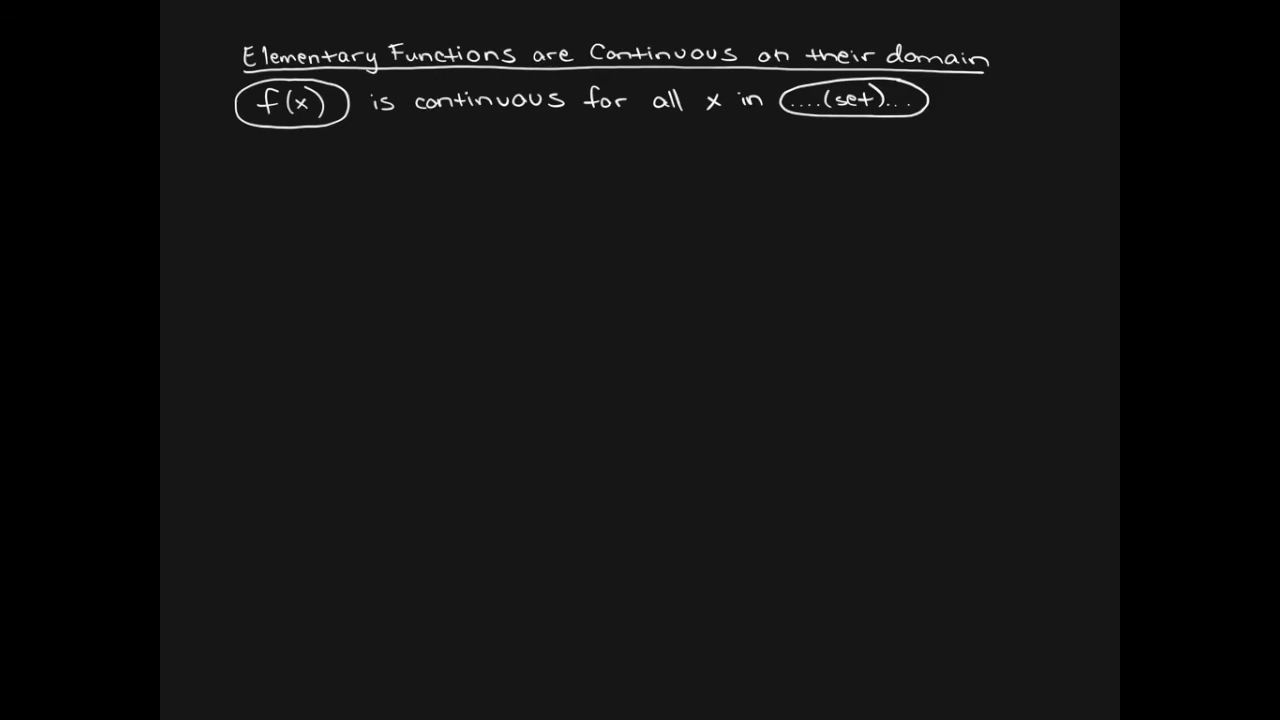 Elementary Functions are Continuous on their domain
f(x) is continuous for all x in ....(set)...